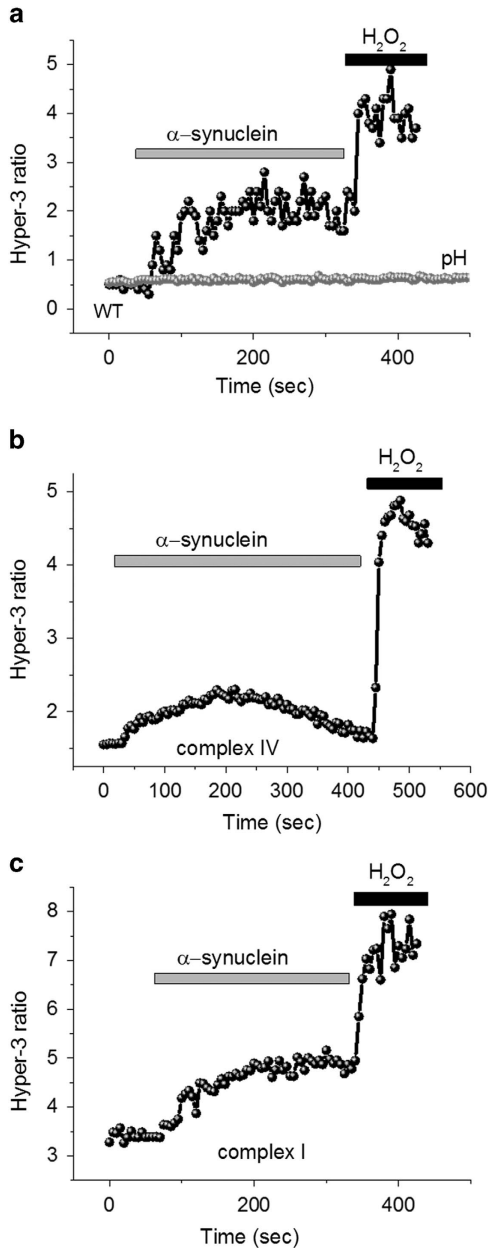 a
H₂O₂
5
α–synuclein
4
3
2
1
0
Hyper-3 ratio
pH
WT
0 200 400
Time (sec)
b
H₂O₂
5
α–synuclein
4
3
2
Hyper-3 ratio
complex IV
0 100 200 300 400 500 600
Time (sec)
c
H₂O₂
8
7
α–synuclein
6
5
4
3
Hyper-3 ratio
complex I
0 200 400
Time (sec)